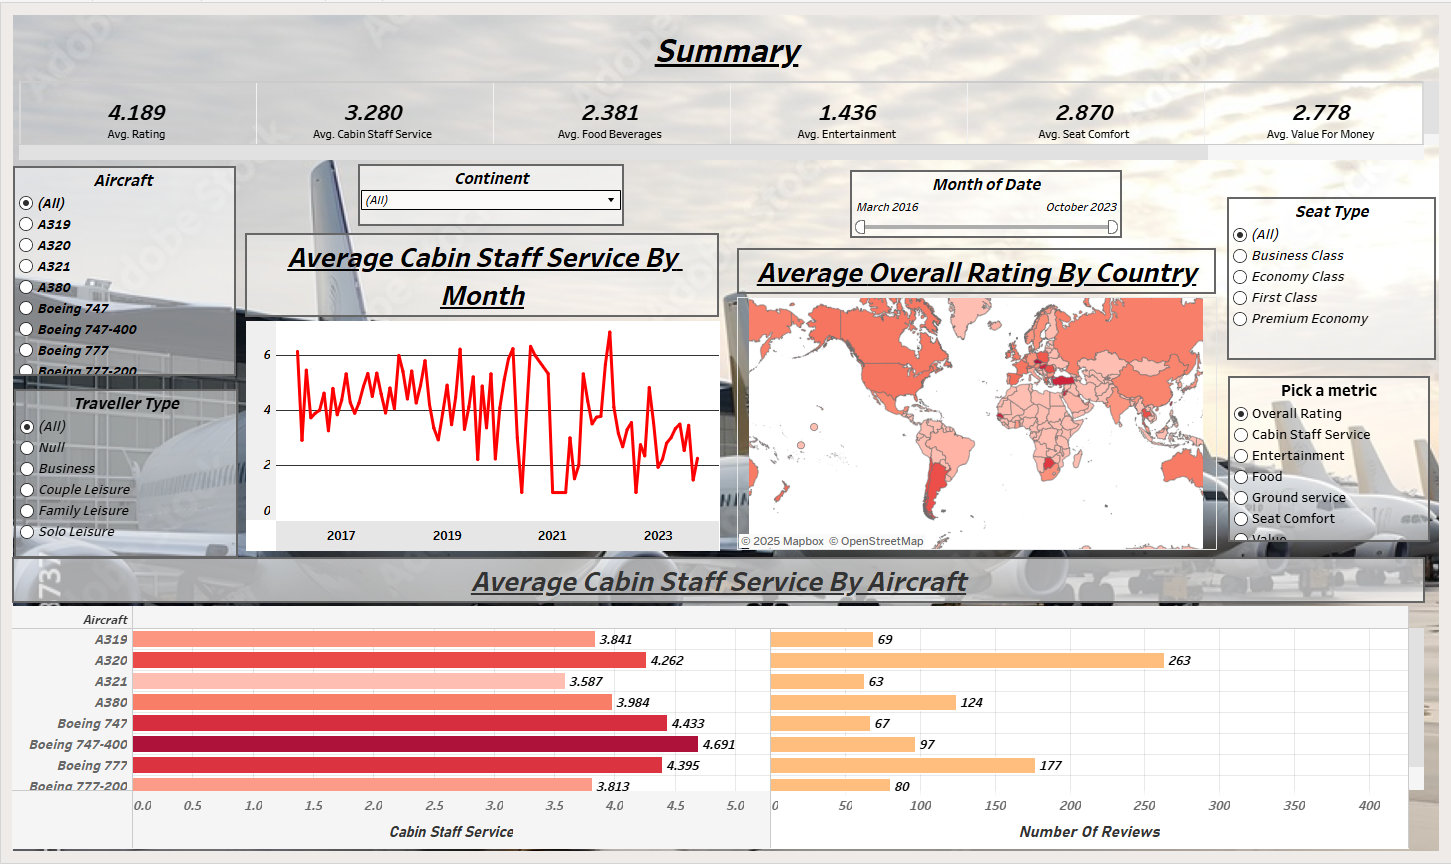 Summary
4.189
Avg. Rating
3.280
Avg. Cabin Staff Service
2.381
Avg. Food Beverages
1.436
Avg. Entertainment
2.870
Avg. Seat Comfort
2.778
Avg. Value For Money
Aircraft
(All)
A319
A320
A321
A380
Boeing 747
Boeing 747-400
Boeing 777
Boeing 777-200
Traveller Type
(All)
Null
Business
Couple Leisure
Family Leisure
Solo Leisure
Continent
(All)
Average Cabin Staff Service By
Month
6
4
2
0
2017 2019 2021 2023
Month of Date
March 2016 October 2023
Average Overall Rating By Country
© 2025 Mapbox © OpenStreetMap
Seat Type
(All)
Business Class
Economy Class
First Class
Premium Economy
Pick a metric
Overall Rating
Cabin Staff Service
Entertainment
Food
Ground service
Seat Comfort
Value
737
Average Cabin Staff Service By Aircraft
Aircraft
A319 3.841 69
A320 4.262 263
A321 3.587 63
A380 3.984 124
Boeing 747 4.433 67
Boeing 747-400 4.691 97
Boeing 777 4.395 177
Boeing 777-200 3.813 80
0.0 0.5 1.0 1.5 2.0 2.5 3.0 3.5 4.0 4.5 5.0 0 50 100 150 200 250 300 350 400
Cabin Staff Service Number Of Reviews